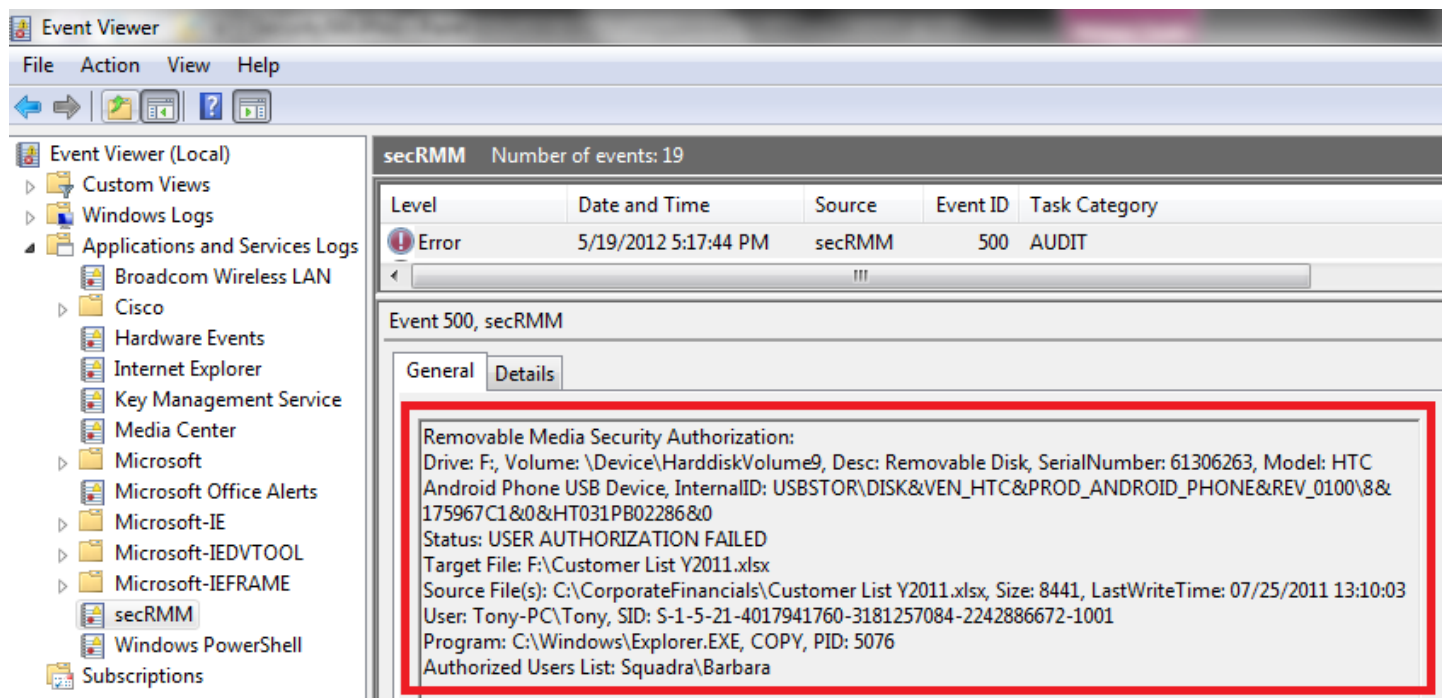 Event Viewer
File Action View Help
Event Viewer (Local)
Custom Views
Windows Logs
Applications and Services Logs
Broadcom Wireless LAN
Cisco
Hardware Events
Internet Explorer
Key Management Service
Media Center
Microsoft
Microsoft Office Alerts
Microsoft-IE
Microsoft-IEDVTOOL
Microsoft-IEFRAME
secRMM
Windows PowerShell
Subscriptions
secRMM Number of events: 19
Level Date and Time Source Event ID Task Category
Error 5/19/2012 5:17:44 PM secRMM 500 AUDIT
Event 500, secRMM
General Details
Removable Media Security Authorization:
Drive: F:, Volume: \Device\HarddiskVolume9, Desc: Removable Disk, SerialNumber: 61306263, Model: HTC
Android Phone USB Device, InternalID: USBSTOR\DISK&VEN_HTC&PROD_ANDROID_PHONE&REV_0100\8&
175967C1&0&HT031PB02286&0
Status: USER AUTHORIZATION FAILED
Target File: F:\Customer List Y2011.xlsx
Source File(s): C:\CorporateFinancials\Customer List Y2011.xlsx, Size: 8441, LastWriteTime: 07/25/2011 13:10:03
User: Tony-PC\Tony, SID: S-1-5-21-4017941760-3181257084-2242886672-1001
Program: C:\Windows\Explorer.EXE, COPY, PID: 5076
Authorized Users List: Squadra\Barbara